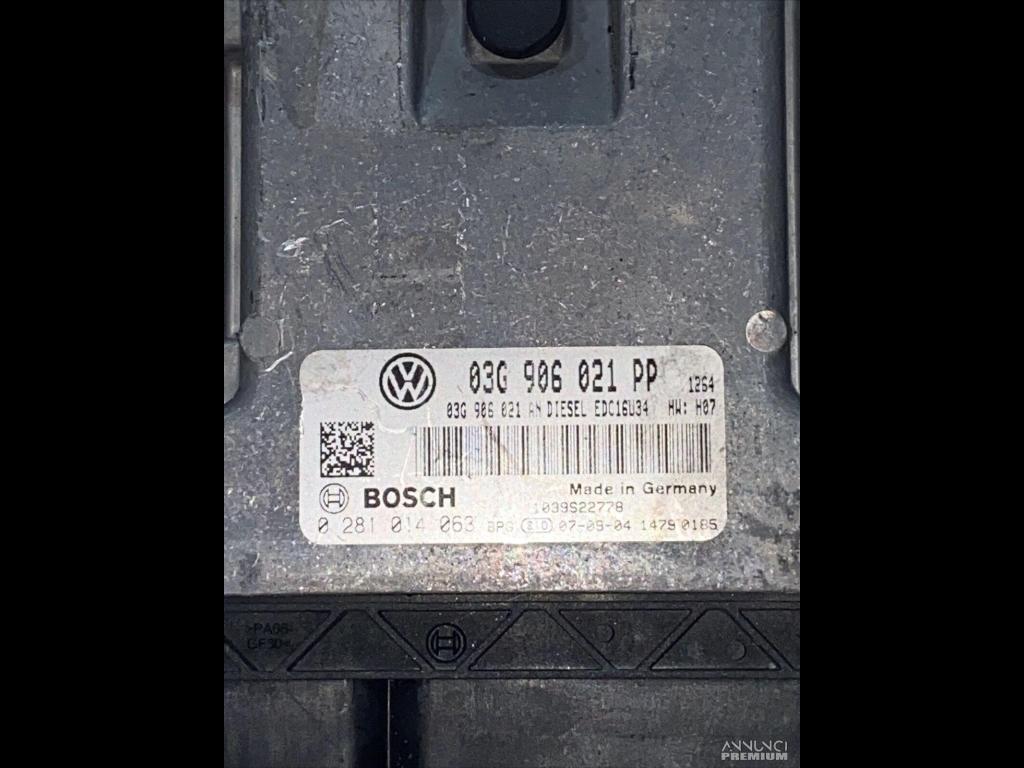 03G 906 021 PP 1264
03G 906 021 AN DIESEL EDC16U34 HW: H07
BOSCH Made in Germany
1039S22778
0 281 014 063 BPG 07-09-04 1479 0185
>PA66-
GF30<
ANNUNCI
PREMIUM